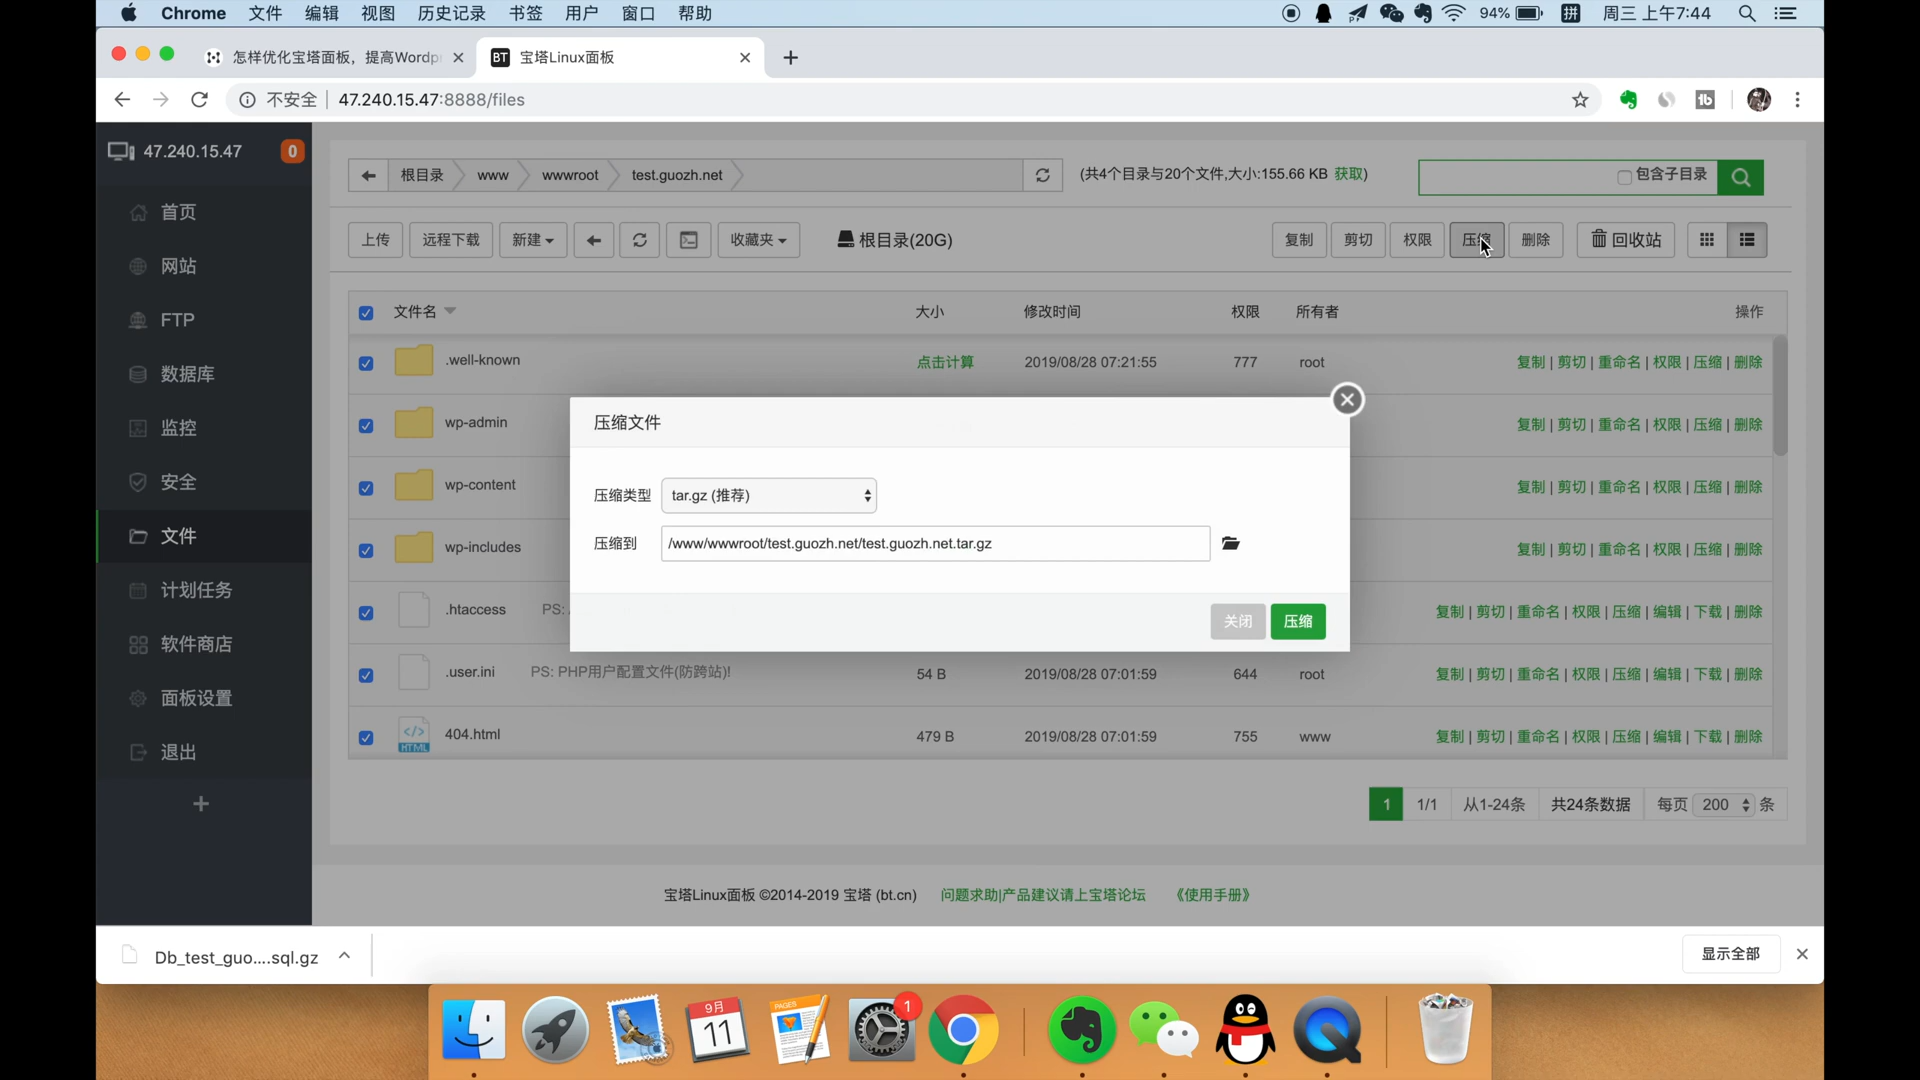 Chrome 文件 编辑 视图 历史记录 书签 用户 窗口 帮助 94% 拼 周三 上午7:44
怎样优化宝塔面板，提高Wordp BT 宝塔Linux面板
不安全 47.240.15.47:8888/files
47.240.15.47 0
首页
网站
FTP
数据库
监控
安全
文件
计划任务
软件商店
面板设置
退出
根目录 www wwwroot test.guozh.net (共4个目录与20个文件,大小:155.66 KB 获取) 包含子目录
上传 远程下载 新建 收藏夹 根目录(20G) 复制 剪切 权限 压缩 删除 回收站
文件名 大小 修改时间 权限 所有者 操作
.well-known 点击计算 2019/08/28 07:21:55 777 root 复制 | 剪切 | 重命名 | 权限 | 压缩 | 删除
wp-admin 复制 | 剪切 | 重命名 | 权限 | 压缩 | 删除
wp-content 复制 | 剪切 | 重命名 | 权限 | 压缩 | 删除
wp-includes 复制 | 剪切 | 重命名 | 权限 | 压缩 | 删除
.htaccess PS: 复制 | 剪切 | 重命名 | 权限 | 压缩 | 编辑 | 下载 | 删除
.user.ini PS: PHP用户配置文件(防跨站)! 54 B 2019/08/28 07:01:59 644 root 复制 | 剪切 | 重命名 | 权限 | 压缩 | 编辑 | 下载 | 删除
HTML 404.html 479 B 2019/08/28 07:01:59 755 www 复制 | 剪切 | 重命名 | 权限 | 压缩 | 编辑 | 下载 | 删除
压缩文件
压缩类型 tar.gz (推荐)
压缩到 /www/wwwroot/test.guozh.net/test.guozh.net.tar.gz
关闭 压缩
1 1/1 从1-24条 共24条数据 每页 200 条
宝塔Linux面板 ©2014-2019 宝塔 (bt.cn) 问题求助|产品建议请上宝塔论坛 《使用手册》
Db_test_guo....sql.gz 显示全部
9月
11
PAGES
1